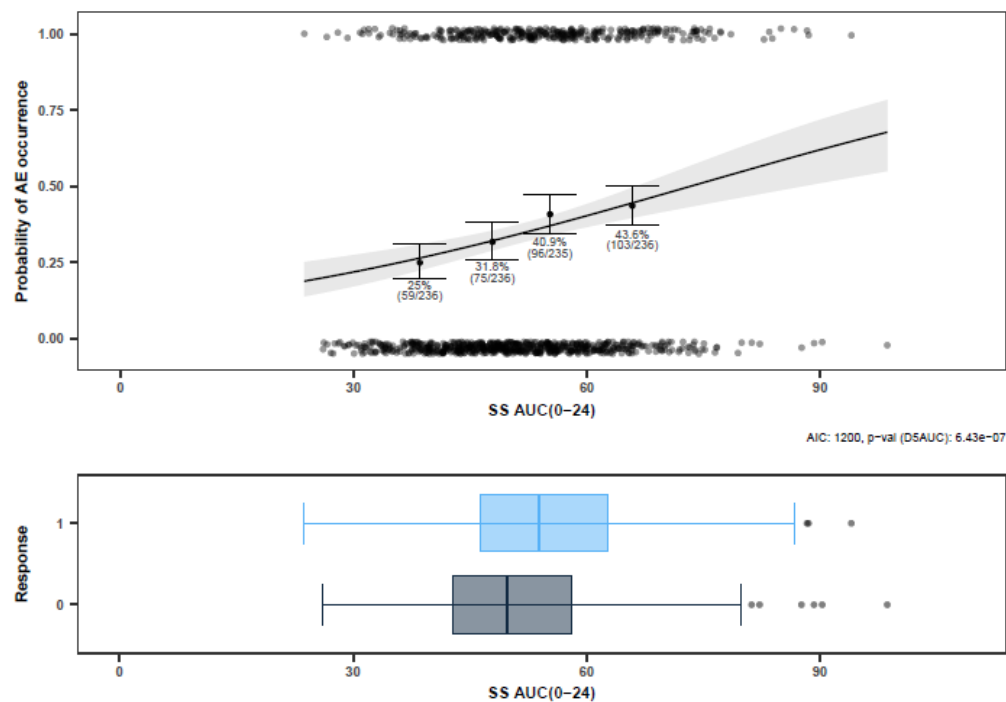 Probability of AE occurrence
1.00
0.75
0.50
0.25
0.00
25%
(59/236)
31.8%
(75/236)
40.9%
(96/235)
43.6%
(103/236)
0 30 60 90
SS AUC(0−24)
AIC: 1200, p−val (D5AUC): 6.43e−07
Response
1
0
0 30 60 90
SS AUC(0−24)